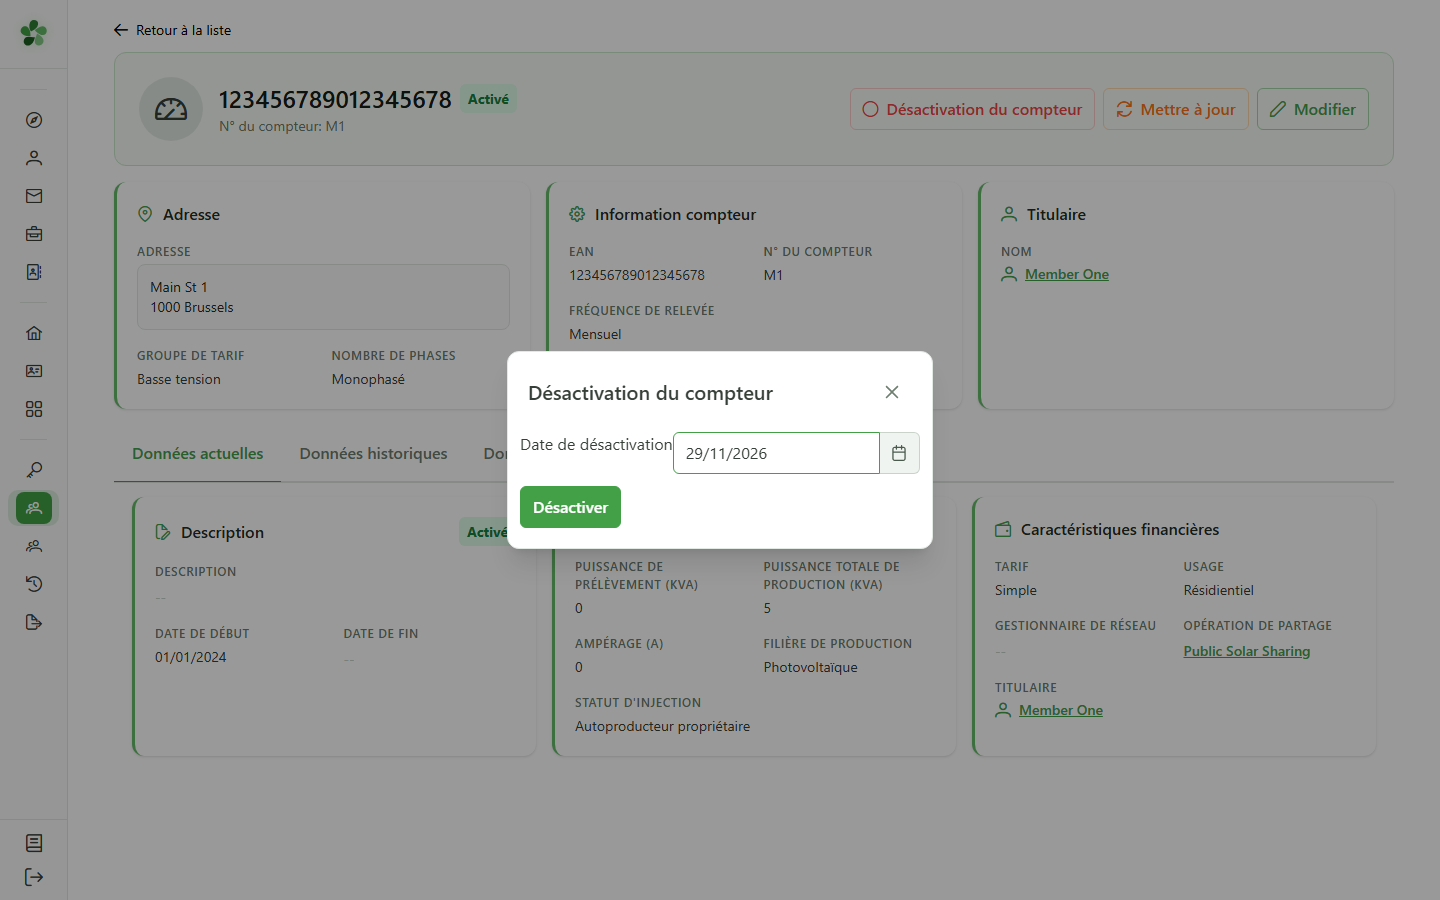 Retour à la liste
123456789012345678 Activé
N° du compteur: M1
Désactivation du compteur
Mettre à jour
Modifier
Adresse
ADRESSE
Main St 1
1000 Brussels
GROUPE DE TARIF
NOMBRE DE PHASES
Basse tension
Monophasé
Information compteur
EAN
N° DU COMPTEUR
123456789012345678
M1
FRÉQUENCE DE RELEVÉE
Mensuel
Titulaire
NOM
Member One
Désactivation du compteur
Date de désactivation
29/11/2026
Désactiver
Données actuelles
Données historiques
Description
Activé
DESCRIPTION
--
DATE DE DÉBUT
DATE DE FIN
01/01/2024
--
PUISSANCE DE
PRÉLÈVEMENT (KVA)
PUISSANCE TOTALE DE
PRODUCTION (KVA)
0
5
AMPÉRAGE (A)
FILIÈRE DE PRODUCTION
0
Photovoltaïque
STATUT D'INJECTION
Autoproducteur propriétaire
Caractéristiques financières
TARIF
USAGE
Simple
Résidientiel
GESTIONNAIRE DE RÉSEAU
OPÉRATION DE PARTAGE
--
Public Solar Sharing
TITULAIRE
Member One